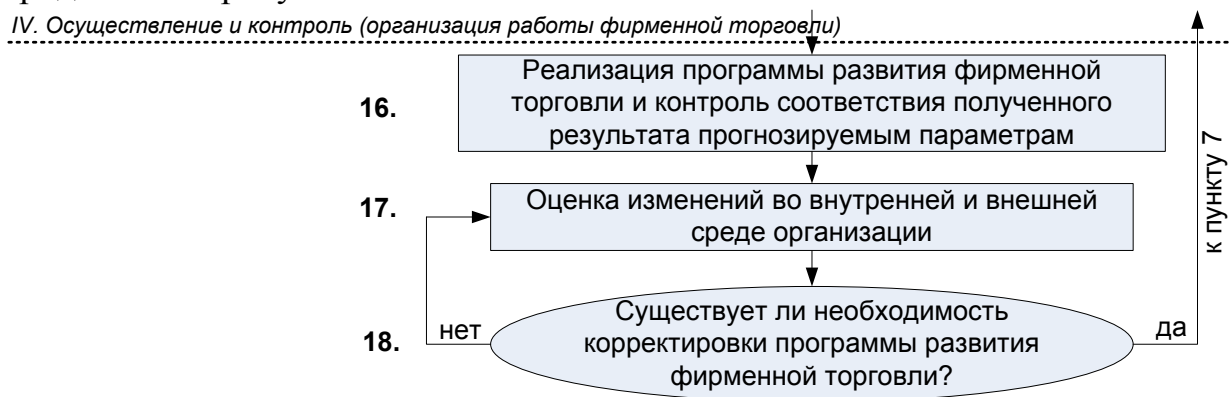 IV. Осуществление и контроль (организация работы фирменной торговли)
16.
Реализация программы развития фирменной
торговли и контроль соответствия полученного
результата прогнозируемым параметрам
17.
Оценка изменений во внутренней и внешней
среде организации
18.
Существует ли необходимость
корректировки программы развития
фирменной торговли?
нет
да
к пункту 7